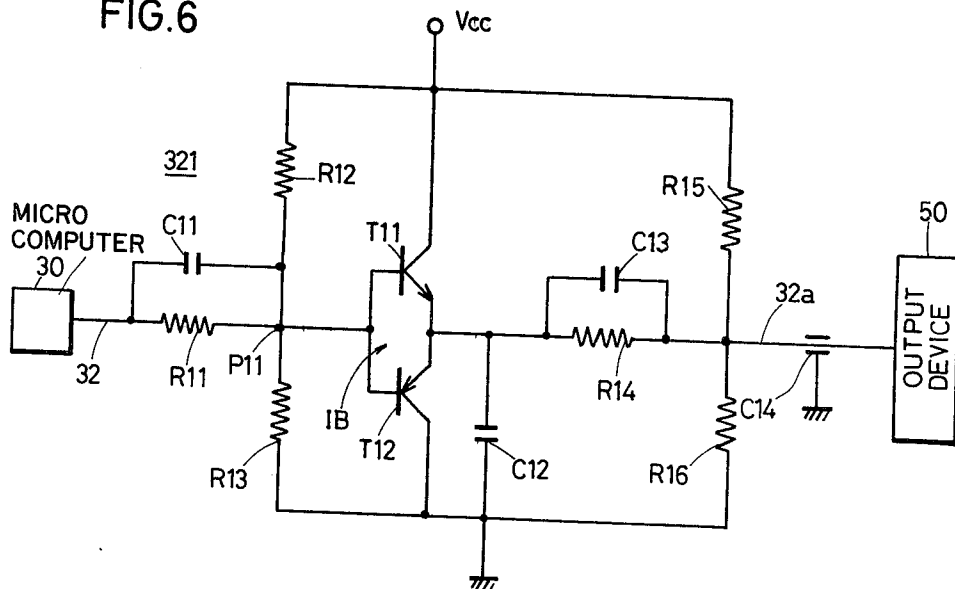 FIG.6
Vcc
321
R12
R15
MICRO
COMPUTER
30
C11
T11
C13
50
32
R11
P11
32a
OUTPUT
DEVICE
R14
C14
IB
T12
R13
C12
R16